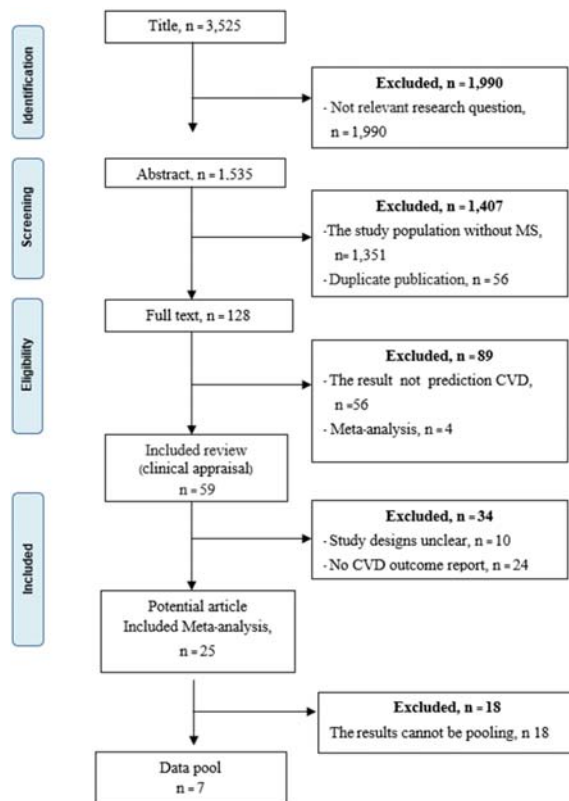 Identification
Title, n = 3,525
Excluded, n = 1,990
- Not relevant research question,
n = 1,990
Screening
Abstract, n = 1,535
Excluded, n = 1,407
-The study population without MS,
n= 1,351
- Duplicate publication, n = 56
Eligibility
Full text, n = 128
Excluded, n = 89
- The result not prediction CVD,
n =56
- Meta-analysis, n = 4
Included review
(clinical appraisal)
n = 59
Included
Excluded, n = 34
- Study designs unclear, n = 10
- No CVD outcome report, n = 24
Potential article
Included Meta-analysis,
n = 25
Excluded, n = 18
The results cannot be pooling, n 18
Data pool
n = 7